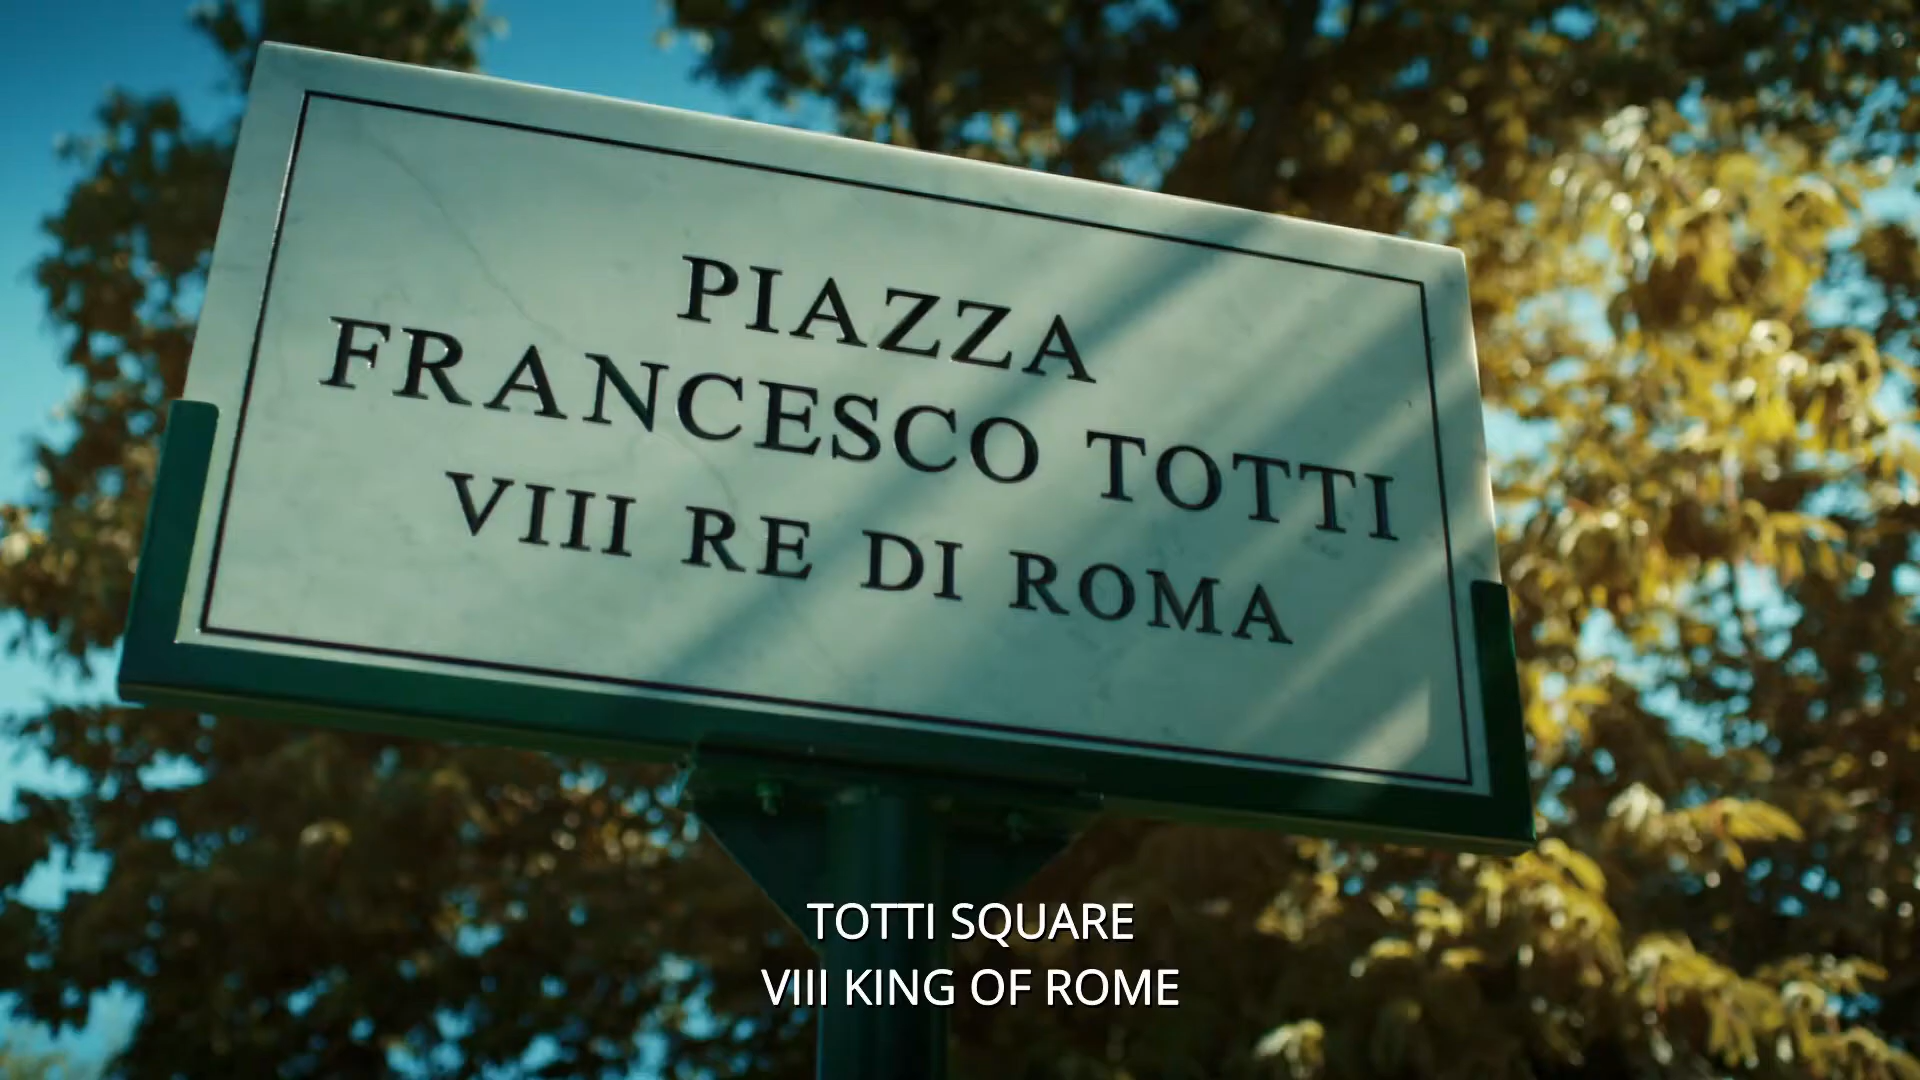 PIAZZA
FRANCESCO TOTTI
VIII RE DI ROMA
TOTTI SQUARE
VIII KING OF ROME